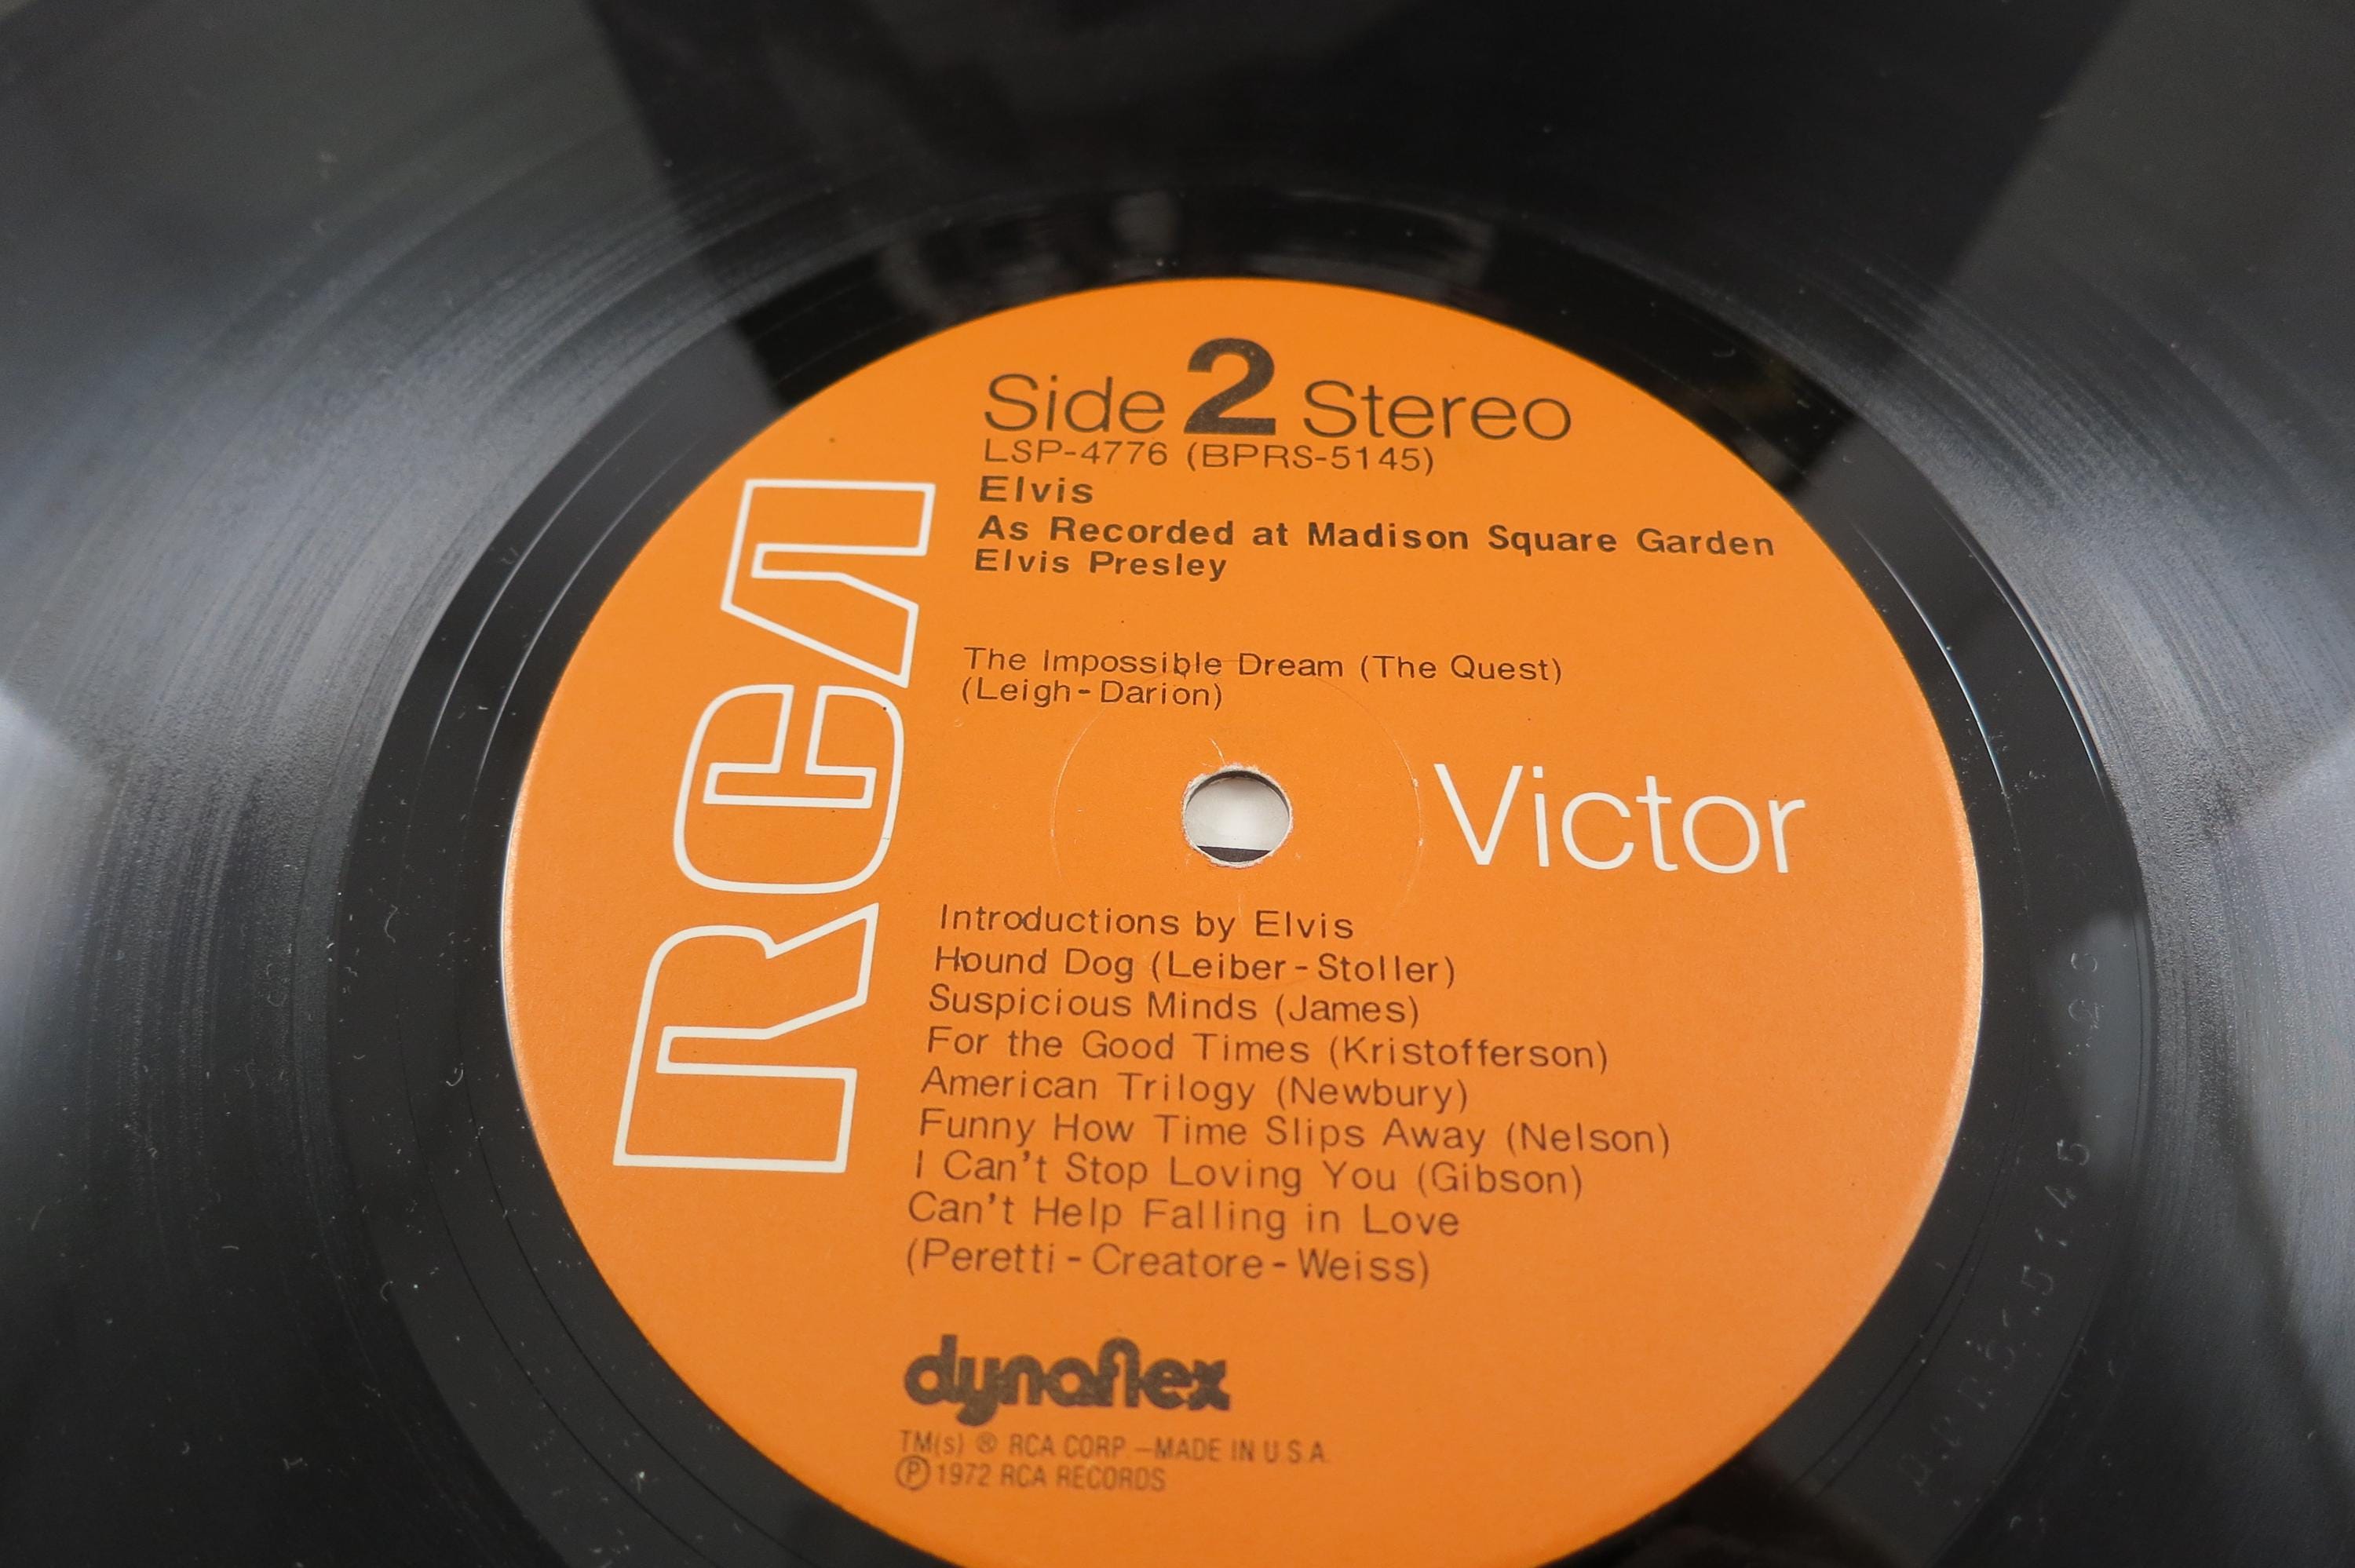 Side 2 Stereo
LSP-4776 (BPRS-5145)
Elvis
As Recorded at Madison Square Garden
Elvis Presley
RCA
The Impossible Dream (The Quest)
(Leigh-Darion)
Victor
Introductions by Elvis
Hound Dog (Leiber-Stoller)
Suspicious Minds (James)
For the Good Times (Kristofferson)
American Trilogy (Newbury)
Funny How Time Slips Away (Nelson)
I Can't Stop Loving You (Gibson)
Can't Help Falling in Love
(Peretti-Creatore-Weiss)
dynaflex
TM(s) ® RCA CORP.—MADE IN U.S.A.
Ⓟ 1972 RCA RECORDS